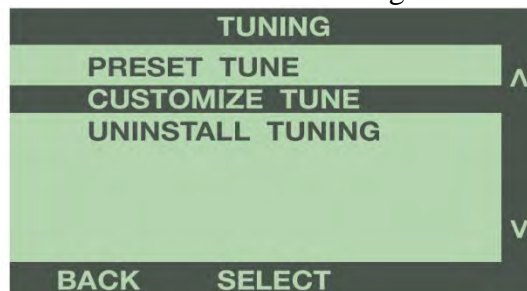 TUNING
PRESET TUNE
CUSTOMIZE TUNE
UNINSTALL TUNING
BACK SELECT